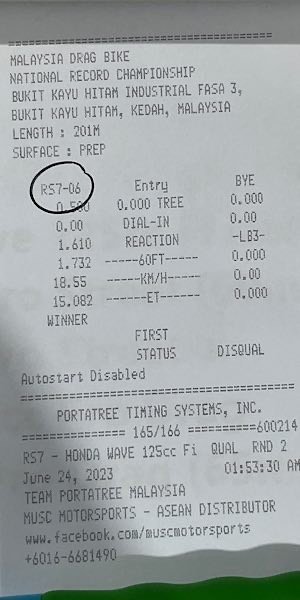 ================================
MALAYSIA DRAG BIKE
NATIONAL RECORD CHAMPIONSHIP
BUKIT KAYU HITAM INDUSTRIAL FASA 3,
BUKIT KAYU HITAM, KEDAH, MALAYSIA
LENGTH : 201M
SURFACE : PREP
RS7-06 Entry BYE
0.500 0.000 TREE 0.000
0.00 DIAL-IN 0.00
1.610 REACTION -LB3-
1.732 -----60FT----- 0.000
18.55 ------KM/H----- 0.00
15.082 -------ET------ 0.000
WINNER
FIRST
STATUS DISQUAL
Autostart Disabled
================================
PORTATREE TIMING SYSTEMS, INC.
=============== 165/166 ==========600214
RS7 - HONDA WAVE 125cc Fi QUAL RND 2
June 24, 2023 01:53:30 AM
TEAM PORTATREE MALAYSIA
MUSC MOTORSPORTS - ASEAN DISTRIBUTOR
www.facebook.com/muscmotorsports
+6016-6681490